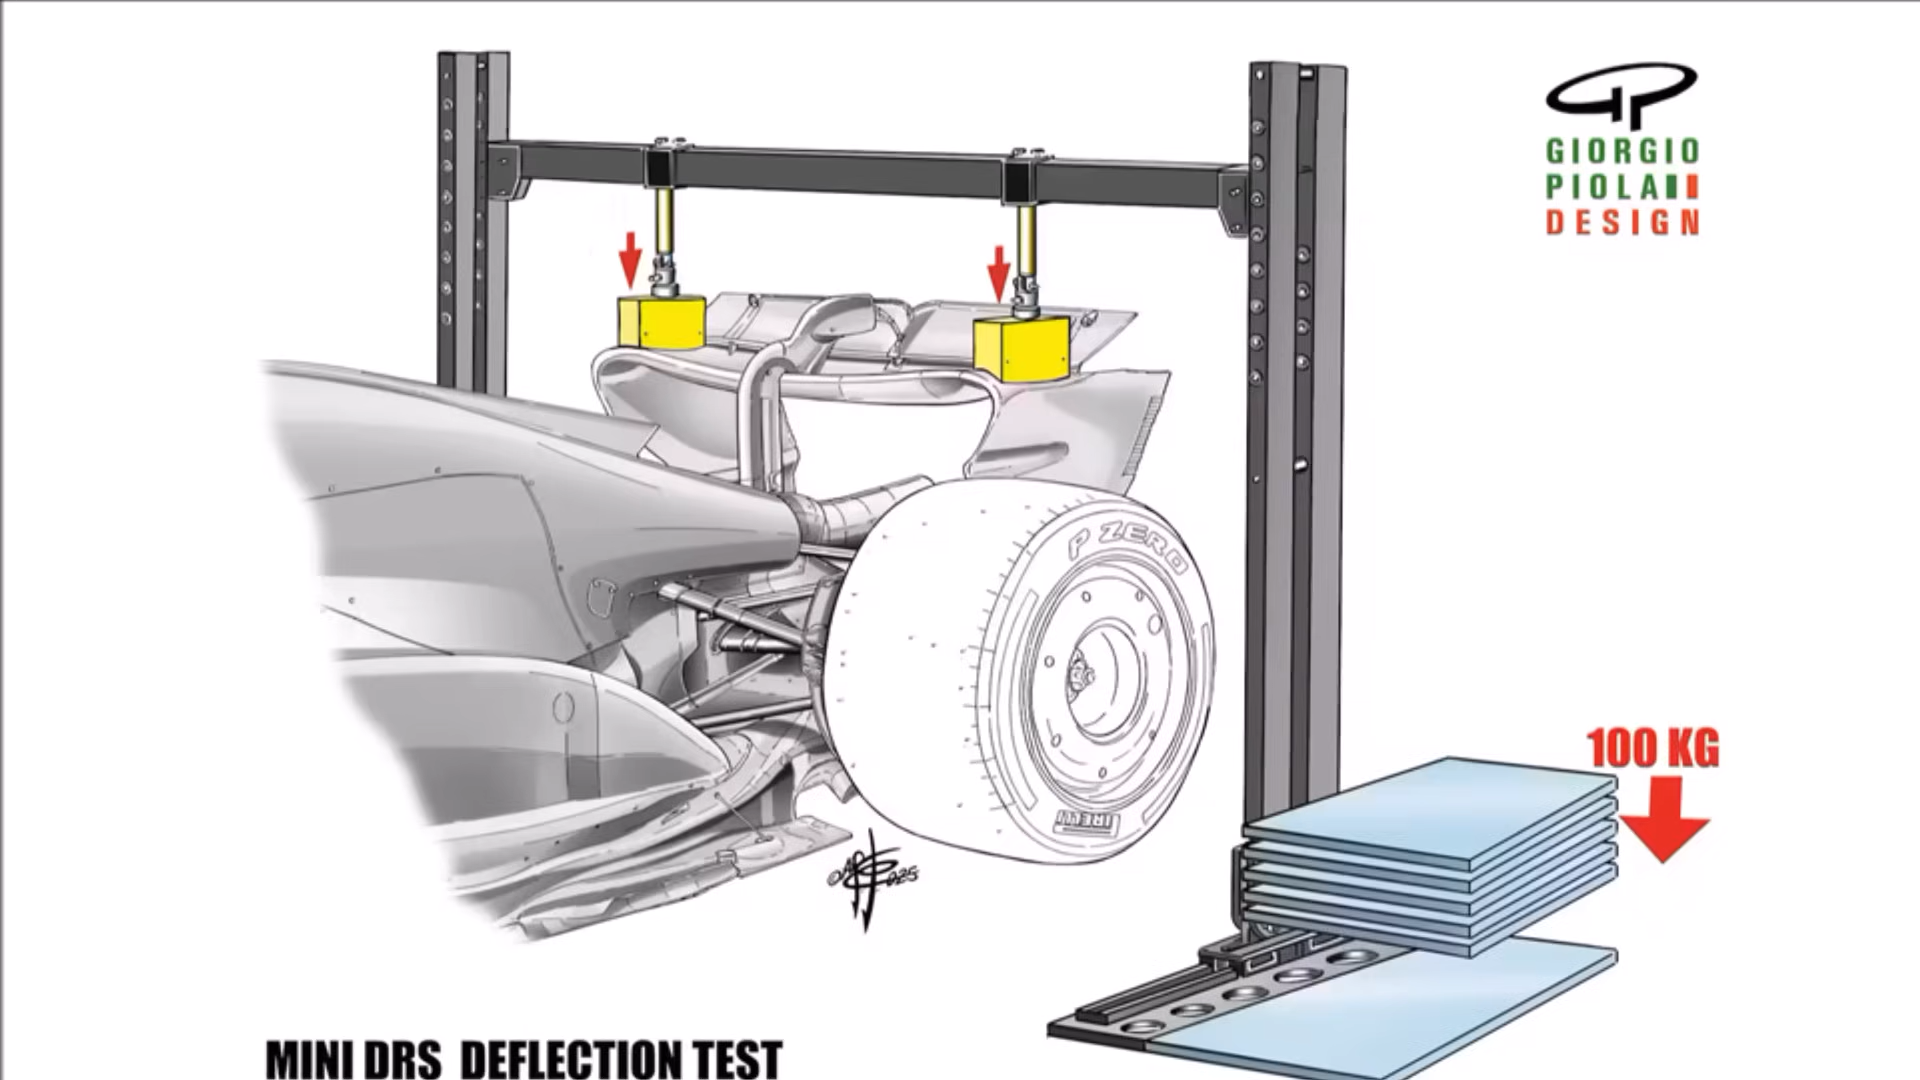 GIORGIO
PIOLA
DESIGN
P ZERO
PIRELLI
100 KG
MINI DRS DEFLECTION TEST